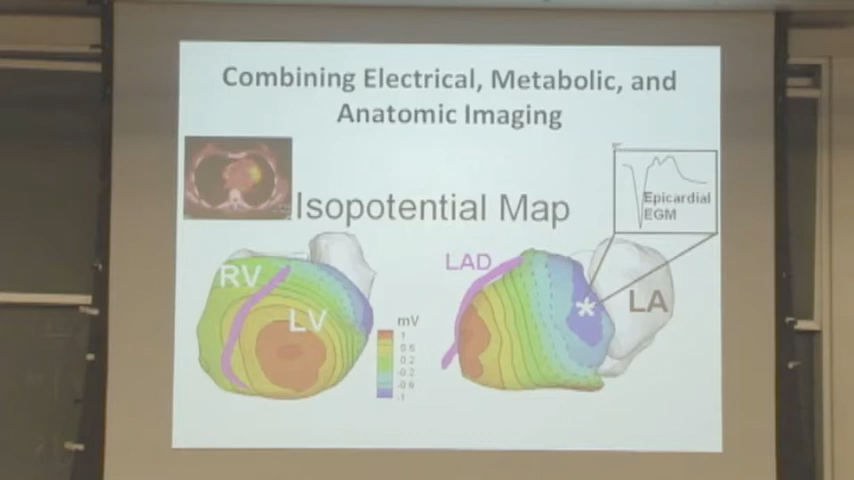 Combining Electrical, Metabolic, and
Anatomic Imaging
Isopotential Map
Epicardial
EGM
RV
LV
LAD
LA
*
mV
1
0.6
0.2
-0.2
-0.6
-1